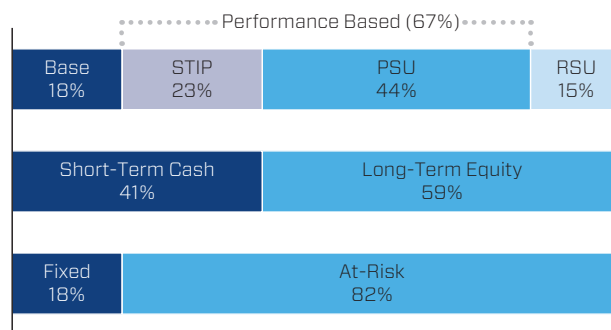 Performance Based (67%)
Base STIP PSU RSU
18% 23% 44% 15%
Short-Term Cash Long-Term Equity
41% 59%
Fixed At-Risk
18% 82%